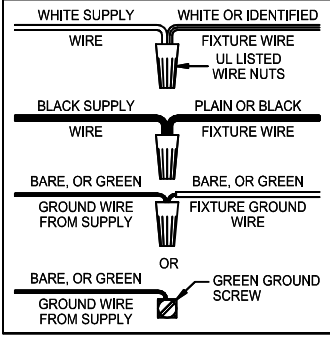 WHITE SUPPLY WHITE OR IDENTIFIED
WIRE FIXTURE WIRE
UL LISTED
WIRE NUTS
BLACK SUPPLY PLAIN OR BLACK
WIRE FIXTURE WIRE
BARE, OR GREEN BARE, OR GREEN
GROUND WIRE FIXTURE GROUND
FROM SUPPLY WIRE
OR
BARE, OR GREEN GREEN GROUND
SCREW
GROUND WIRE
FROM SUPPLY